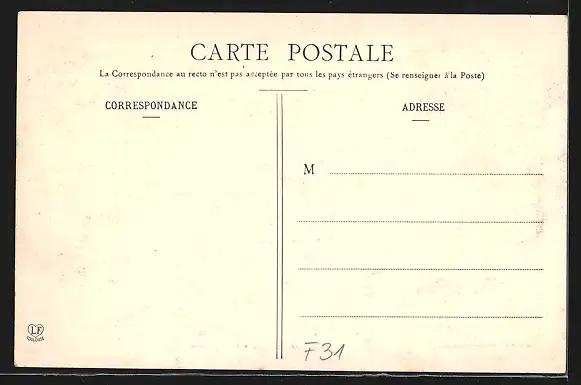 CARTE POSTALE
La Correspondance au recto n'est pas acceptée par tous les pays étrangers (Se renseigner à la Poste)
CORRESPONDANCE
ADRESSE
M
LF
F31